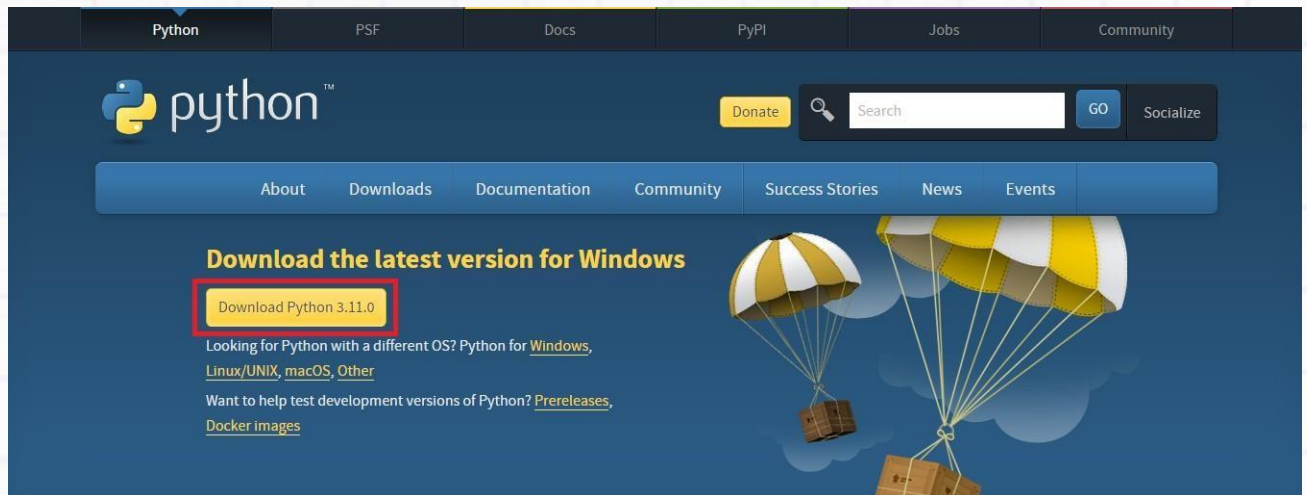 Python PSF Docs PyPI Jobs Community
python™
Donate Search GO Socialize
About Downloads Documentation Community Success Stories News Events
Download the latest version for Windows
Download Python 3.11.0
Looking for Python with a different OS? Python for Windows,
Linux/UNIX, macOS, Other
Want to help test development versions of Python? Prereleases,
Docker images